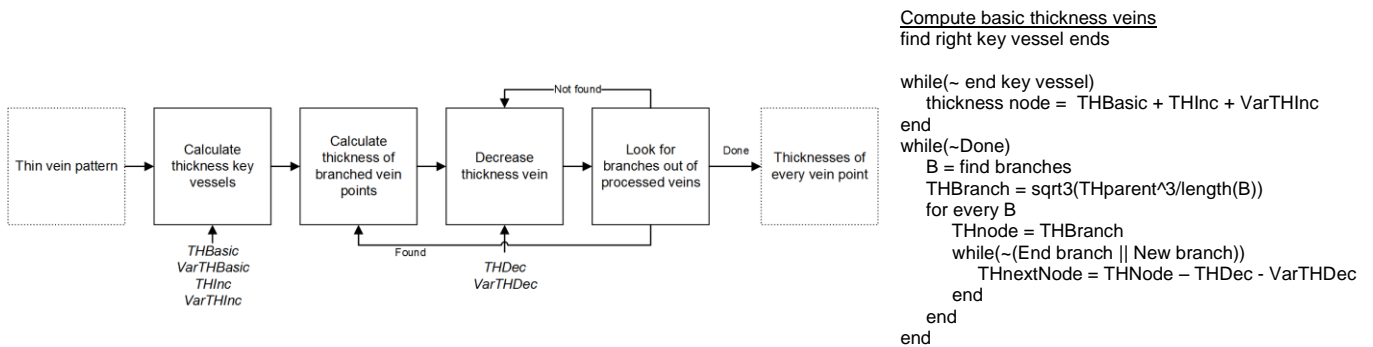 Thin vein pattern
Calculate
thickness key
vessels
THBasic
VarTHBasic
THInc
VarTHInc
Calculate
thickness of
branched vein
points
Found
Decrease
thickness vein
THDec
VarTHDec
Not found
Look for
branches out of
processed veins
Done
Thicknesses of
every vein point
Compute basic thickness veins
find right key vessel ends
while(~ end key vessel)
thickness node =  THBasic + THInc + VarTHInc
end
while(~Done)
B = find branches
THBranch = sqrt3(THparent^3/length(B))
for every B
THnode = THBranch
while(~(End branch || New branch))
THnextNode = THNode – THDec - VarTHDec
end
end
end